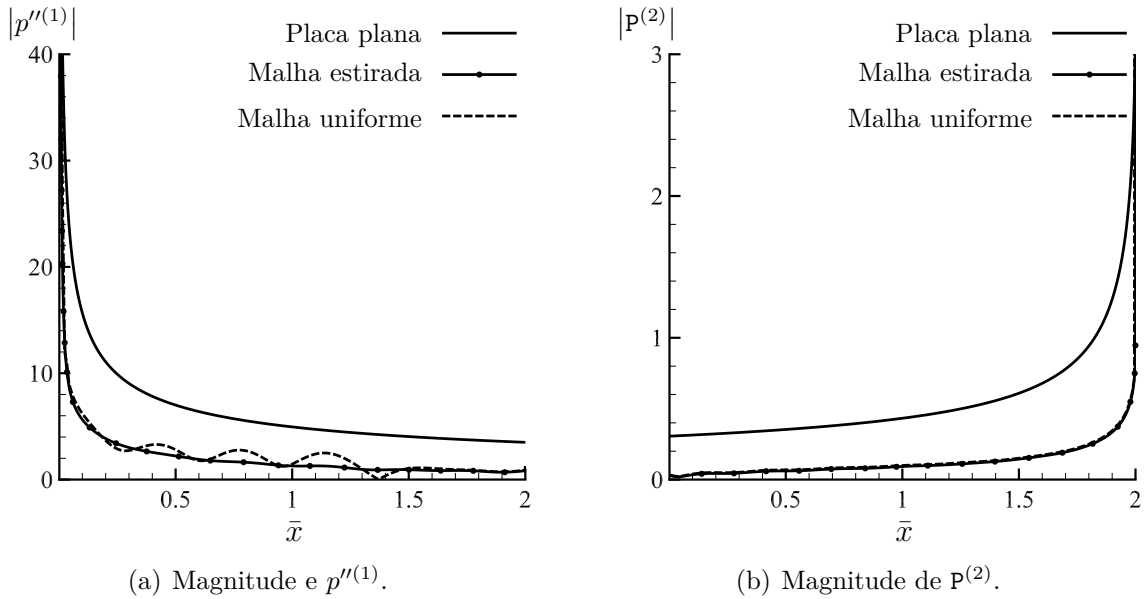 |p''^{(1)}|
Placa plana
Malha estirada
Malha uniforme
40
30
20
10
0
0.5
1
1.5
2
x̄
(a) Magnitude e p''^{(1)}.
|P^{(2)}|
Placa plana
Malha estirada
Malha uniforme
3
2
1
0
0.5
1
1.5
2
x̄
(b) Magnitude de P^{(2)}.